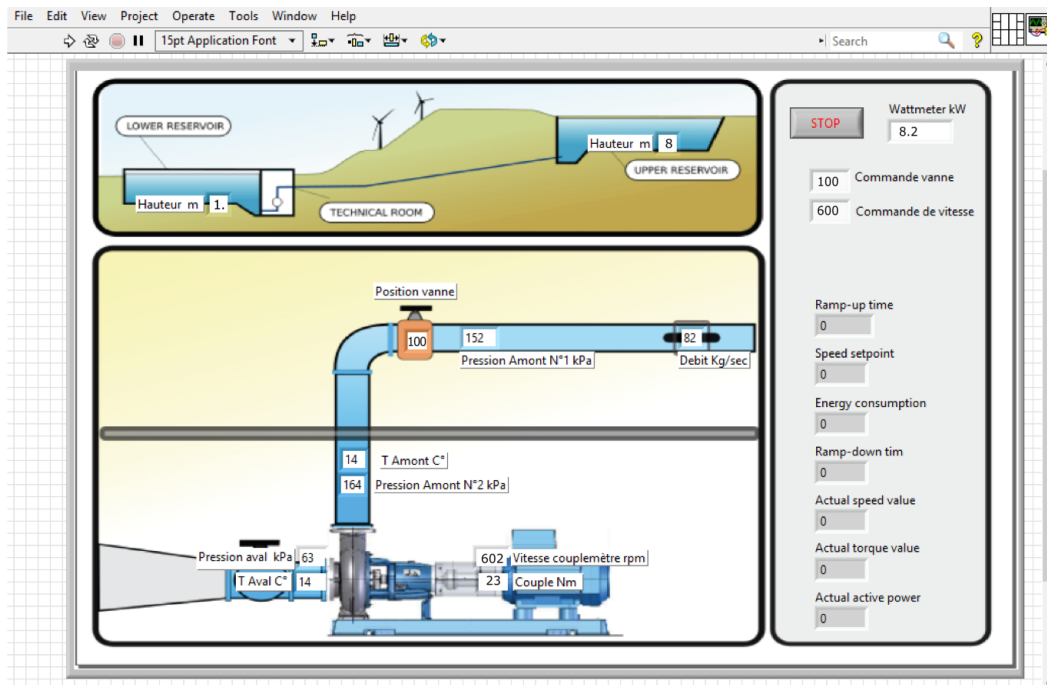 File Edit View Project Operate Tools Window Help
15pt Application Font
Search
LOWER RESERVOIR
Hauteur m 8
UPPER RESERVOIR
Hauteur m 1.
TECHNICAL ROOM
STOP
Wattmeter kW
8.2
100 Commande vanne
600 Commande de vitesse
Position vanne
100
152
82
Pression Amont N°1 kPa
Debit Kg/sec
14 T Amont C°
164 Pression Amont N°2 kPa
Pression aval kPa 63
T Aval C° 14
602 Vitesse couplemètre rpm
23 Couple Nm
Ramp-up time
0
Speed setpoint
0
Energy consumption
0
Ramp-down tim
0
Actual speed value
0
Actual torque value
0
Actual active power
0